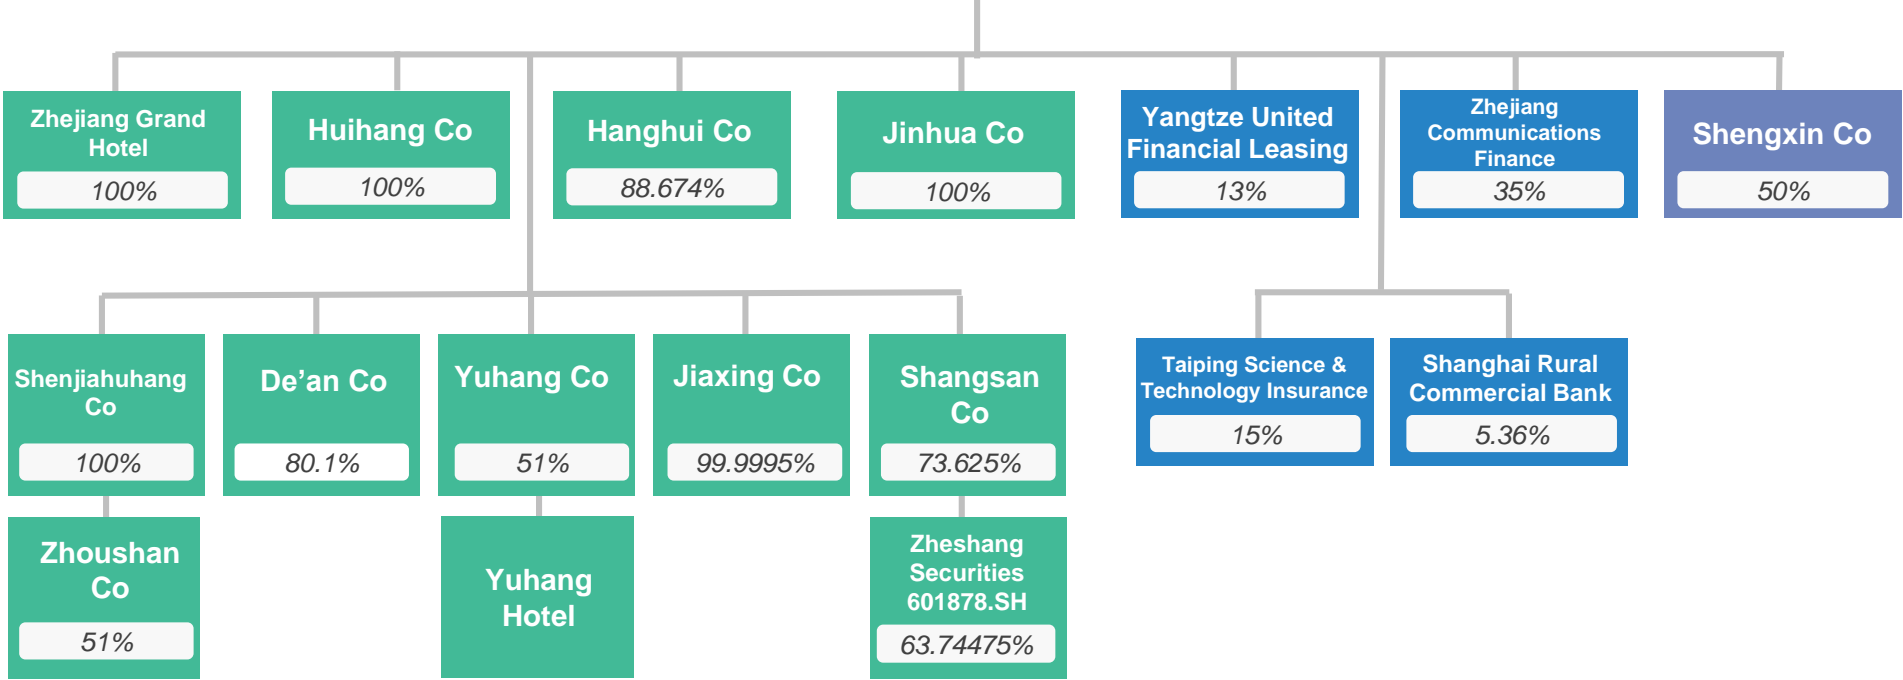 Zhejiang Grand
Hotel
100%
Huihang Co
100%
Hanghui Co
88.674%
Jinhua Co
100%
Yangtze United
Financial Leasing
13%
Zhejiang
Communications
Finance
35%
Shengxin Co
50%
Shenjiahuhang
Co
100%
De’an Co
80.1%
Yuhang Co
51%
Jiaxing Co
99.9995%
Shangsan
Co
73.625%
Taiping Science &
Technology Insurance
15%
Shanghai Rural
Commercial Bank
5.36%
Zhoushan
Co
51%
Yuhang
Hotel
Zheshang
Securities
601878.SH
63.74475%